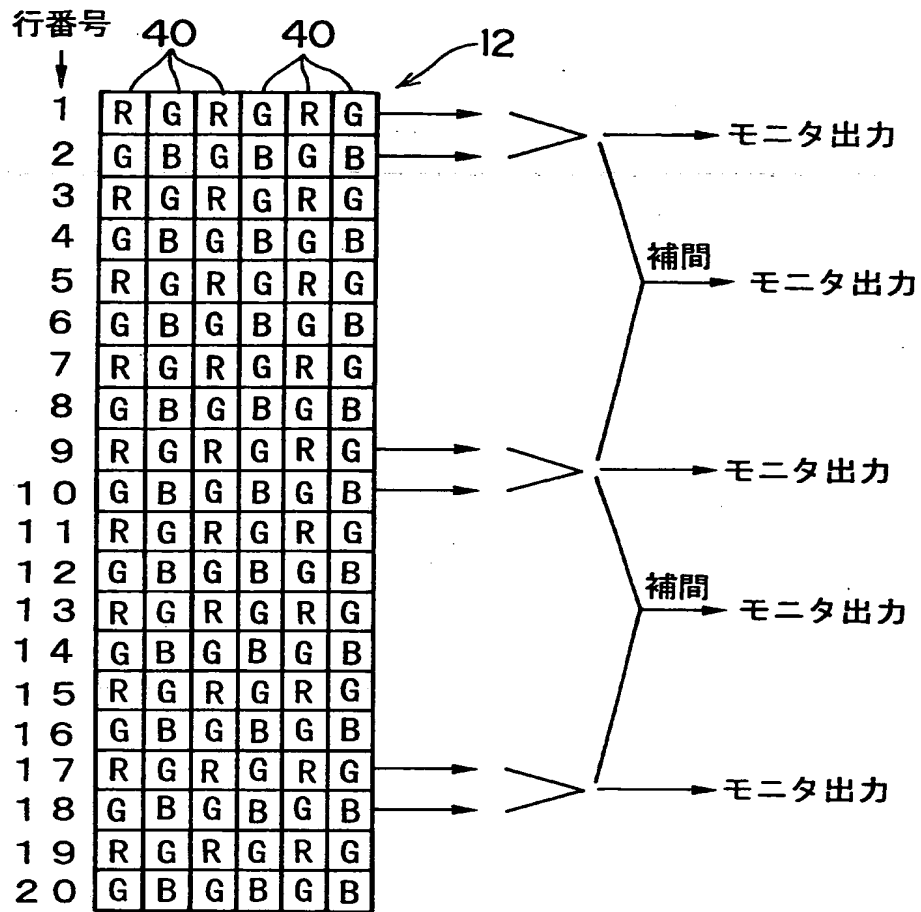 行番号
40 40 12
1 R G R G R G
2 G B G B G B
モニタ出力
3 R G R G R G
4 G B G B G B
5 R G R G R G
補間
モニタ出力
6 G B G B G B
7 R G R G R G
8 G B G B G B
9 R G R G R G
モニタ出力
10 G B G B G B
11 R G R G R G
12 G B G B G B
13 R G R G R G
補間
モニタ出力
14 G B G B G B
15 R G R G R G
16 G B G B G B
17 R G R G R G
モニタ出力
18 G B G B G B
19 R G R G R G
20 G B G B G B